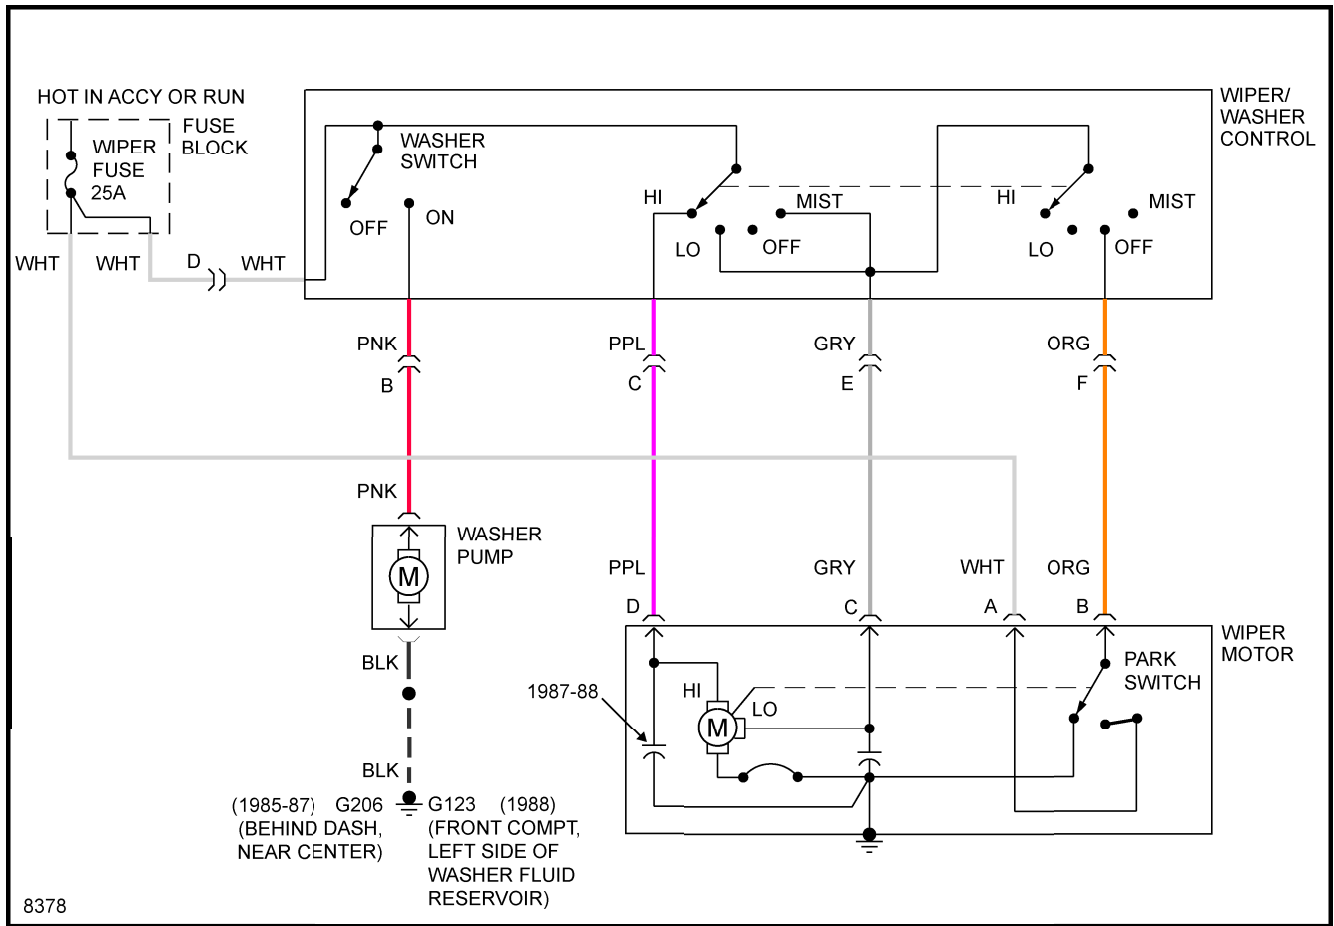 HOT IN ACCY OR RUN
FUSE
BLOCK
WIPER
FUSE
25A
WHT
WHT
D
WHT
WASHER
SWITCH
OFF
ON
HI
LO
OFF
MIST
HI
LO
OFF
MIST
WIPER/
WASHER
CONTROL
PNK
B
PPL
C
GRY
E
ORG
F
PNK
WASHER
PUMP
M
BLK
BLK
(1985-87) G206
(BEHIND DASH,
NEAR CENTER)
G123 (1988)
(FRONT COMPT,
LEFT SIDE OF
WASHER FLUID
RESERVOIR)
PPL
D
GRY
C
WHT
A
ORG
B
WIPER
MOTOR
PARK
SWITCH
1987-88
HI
LO
M
8378